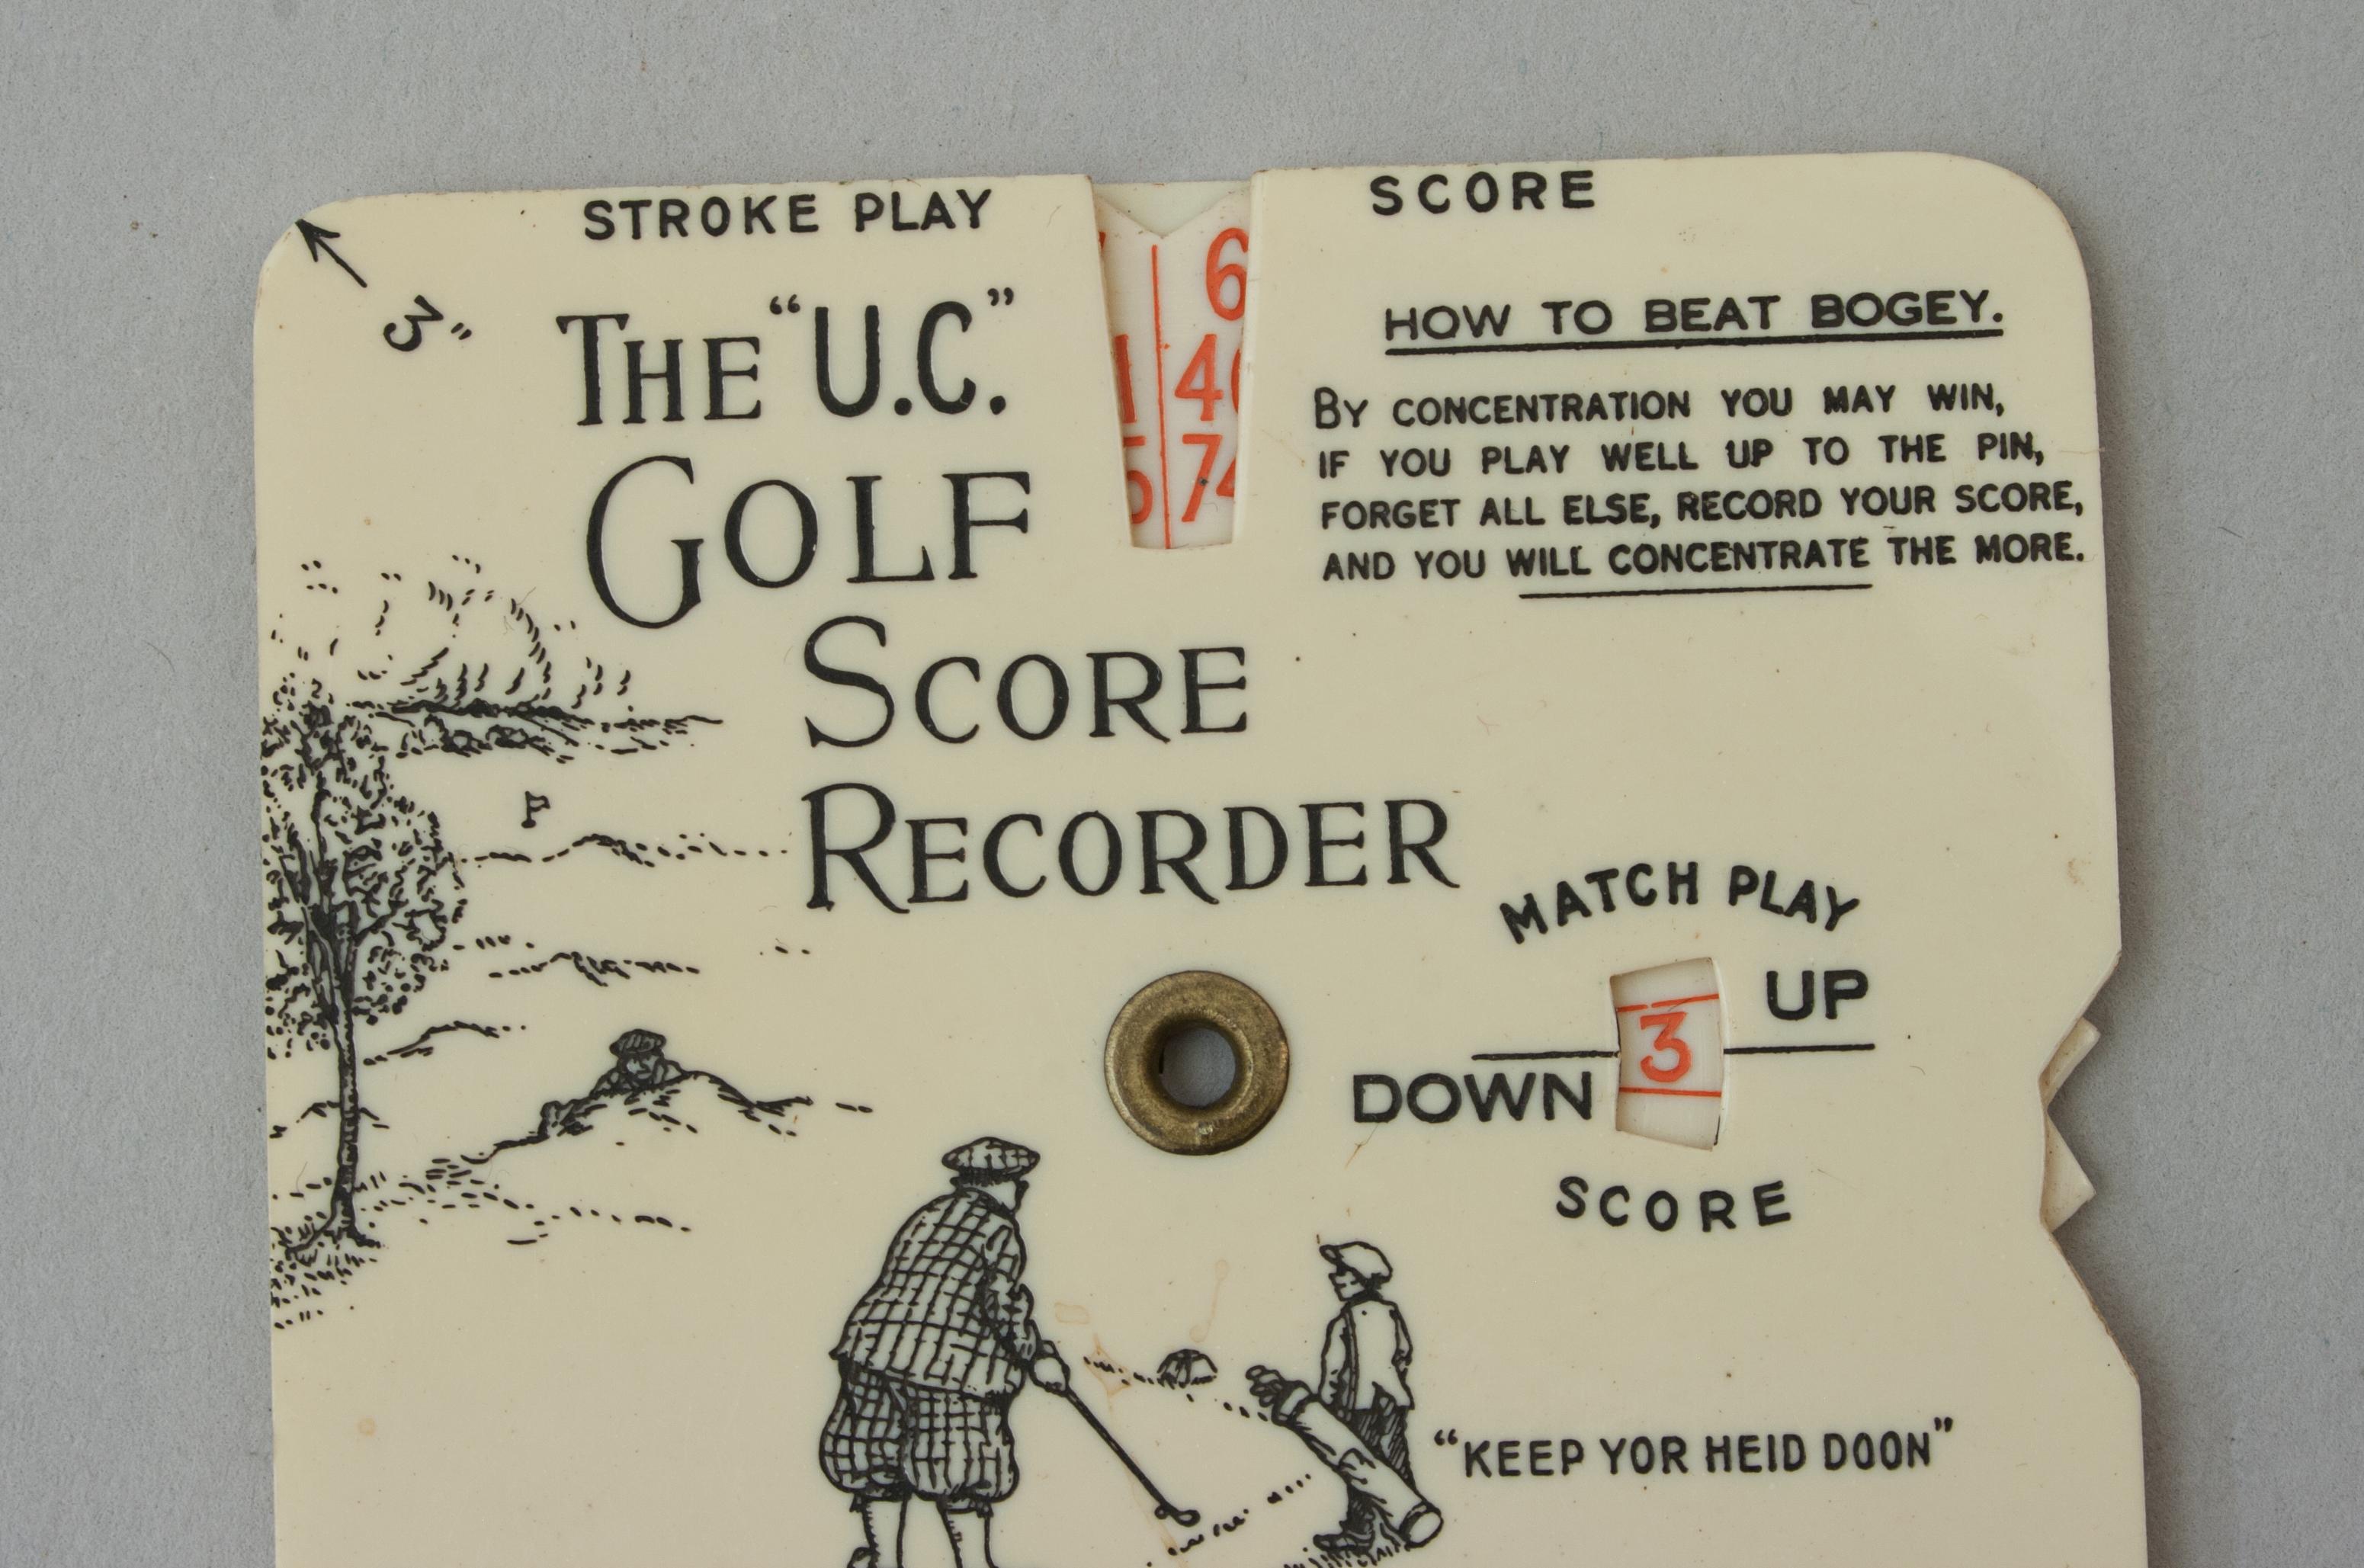 STROKE PLAY SCORE
3"
THE "U.C."
GOLF
SCORE
RECORDER
6
74
HOW TO BEAT BOGEY.
BY CONCENTRATION YOU MAY WIN,
IF YOU PLAY WELL UP TO THE PIN,
FORGET ALL ELSE, RECORD YOUR SCORE,
AND YOU WILL CONCENTRATE THE MORE.
MATCH PLAY
UP
3
DOWN
SCORE
"KEEP YOR HEID DOON"